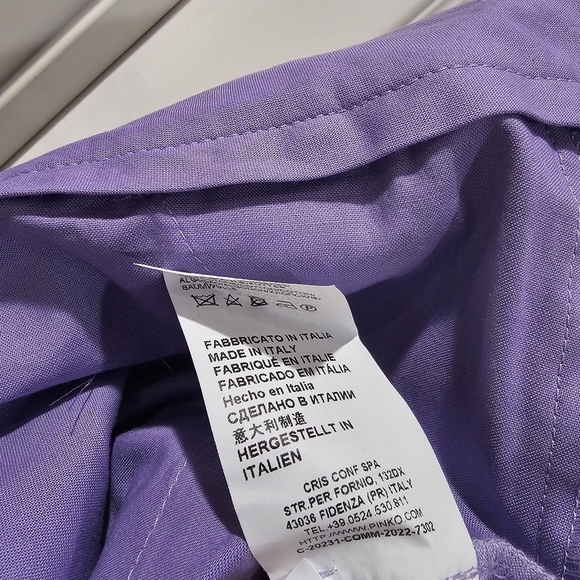 FABBRICATO IN ITALIA
MADE IN ITALY
FABRIQUÉ EN ITALIE
FABRICADO EM ITÁLIA
Hecho en Italia
СДЕЛАНО В ИТАЛИИ
意大利制造
HERGESTELLT IN
ITALIEN
CRIS CONF SPA
STR.PER FORNIO, 132DX
43036 FIDENZA (PR) ITALY
TEL.+39.0524.530.811
HTTP://WWW.PINKO.COM
C-20231-COMM-2022-7302